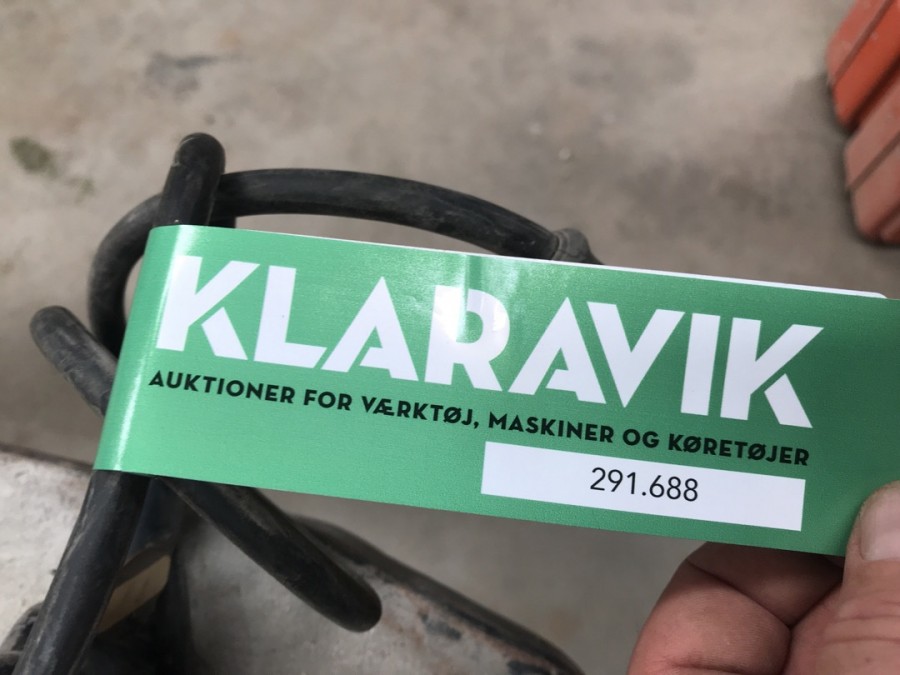 KLARAVIK
AUKTIONER FOR VÆRKTØJ, MASKINER OG KØRETØJER
291.688